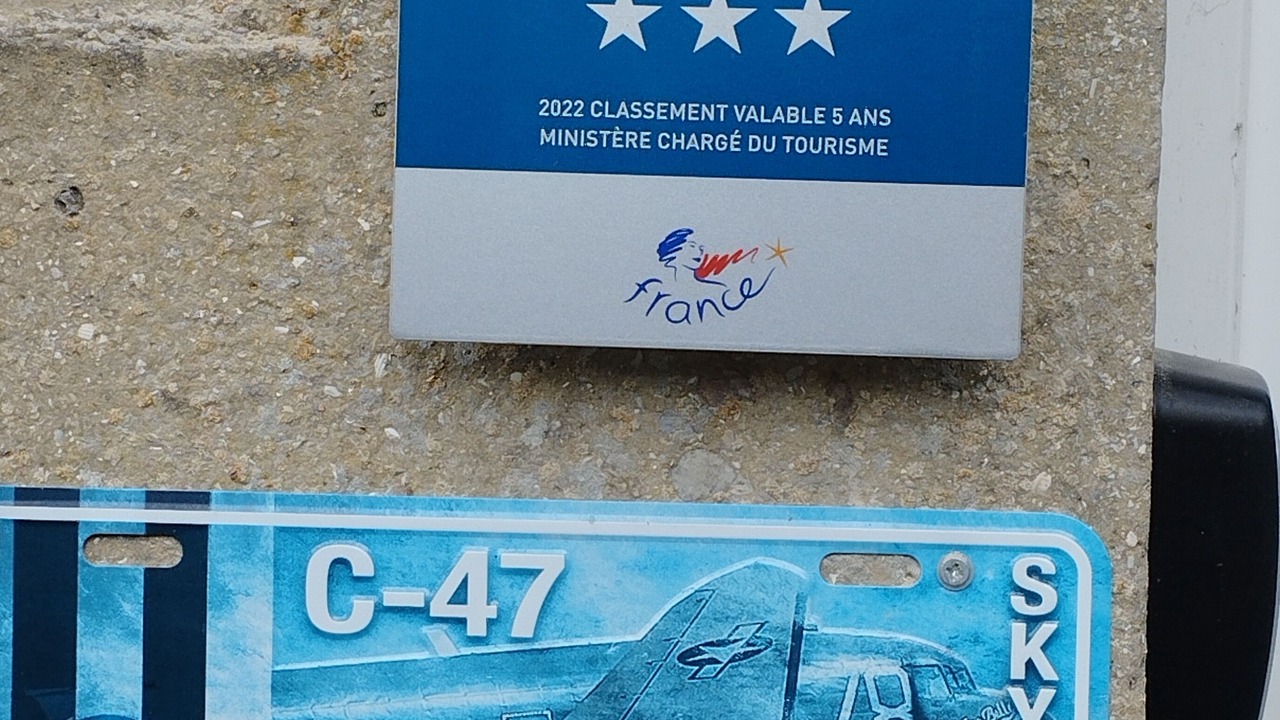 2022 CLASSEMENT VALABLE 5 ANS
MINISTÈRE CHARGÉ DU TOURISME
france
C-47
SKY